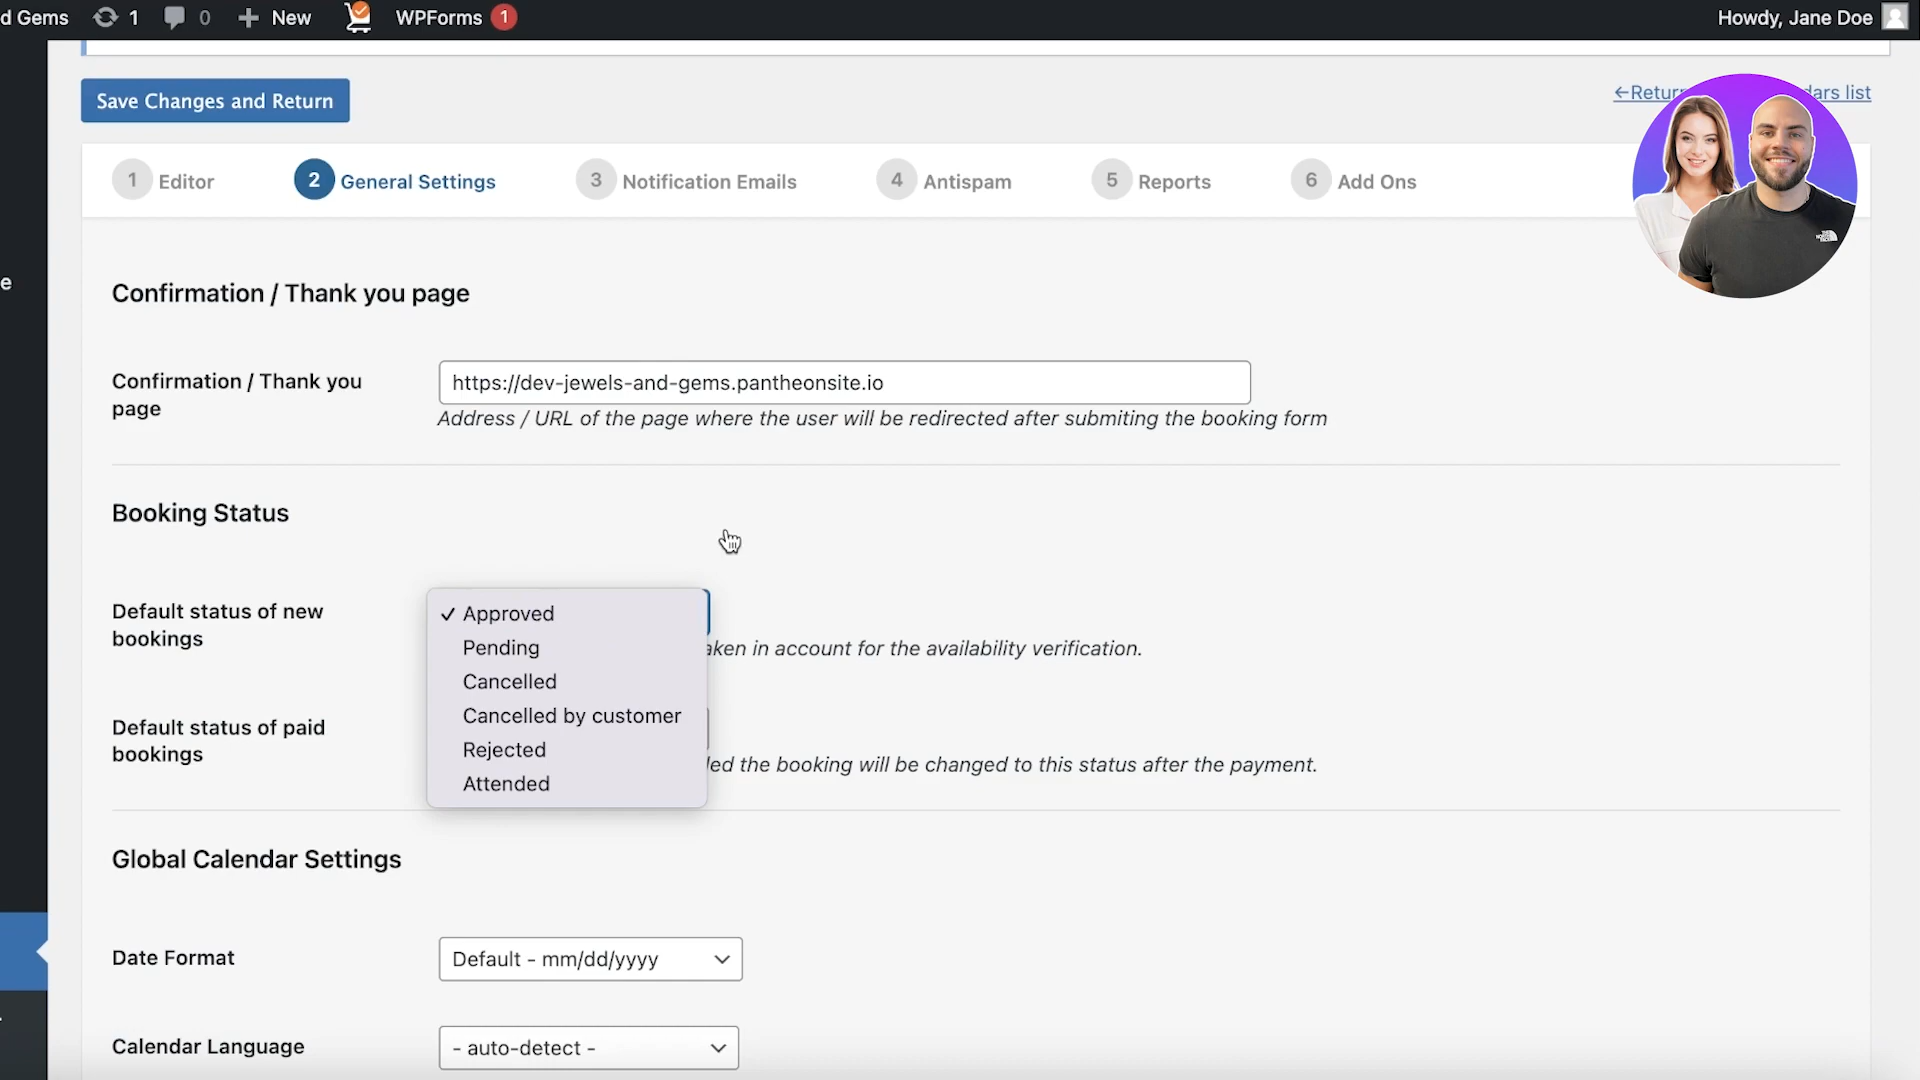 d Gems 1 0 New WPForms 1 Howdy, Jane Doe
Save Changes and Return
←Retur dars list
1 Editor 2 General Settings 3 Notification Emails 4 Antispam 5 Reports 6 Add Ons
THE NORTH FACE
e
Confirmation / Thank you page
Confirmation / Thank you
page
https://dev-jewels-and-gems.pantheonsite.io
Address / URL of the page where the user will be redirected after submiting the booking form
Booking Status
Default status of new
bookings
✓ Approved
Pending
Cancelled
Cancelled by customer
Rejected
Attended
aken in account for the availability verification.
Default status of paid
bookings
led the booking will be changed to this status after the payment.
Global Calendar Settings
Date Format
Default - mm/dd/yyyy
Calendar Language
- auto-detect -